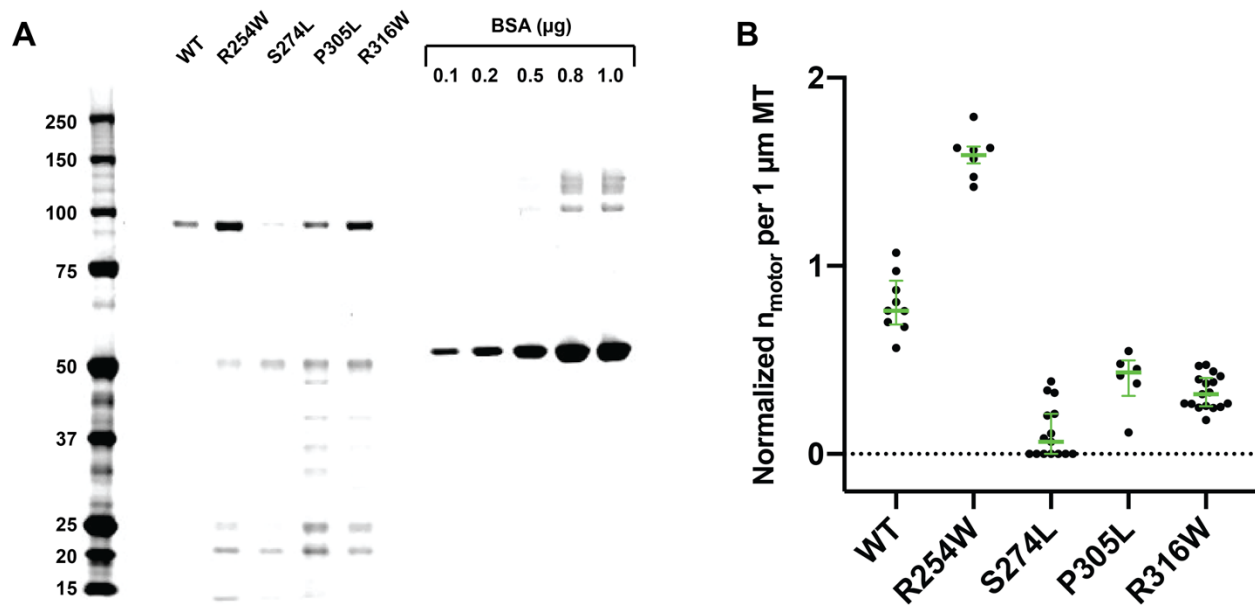 A
WT
R254W
S274L
P305L
R316W
BSA (µg)
0.1 0.2 0.5 0.8 1.0
250
150
100
75
50
37
25
20
15
B
Normalized nmotor per 1 µm MT
2
1
0
WT
R254W
S274L
P305L
R316W